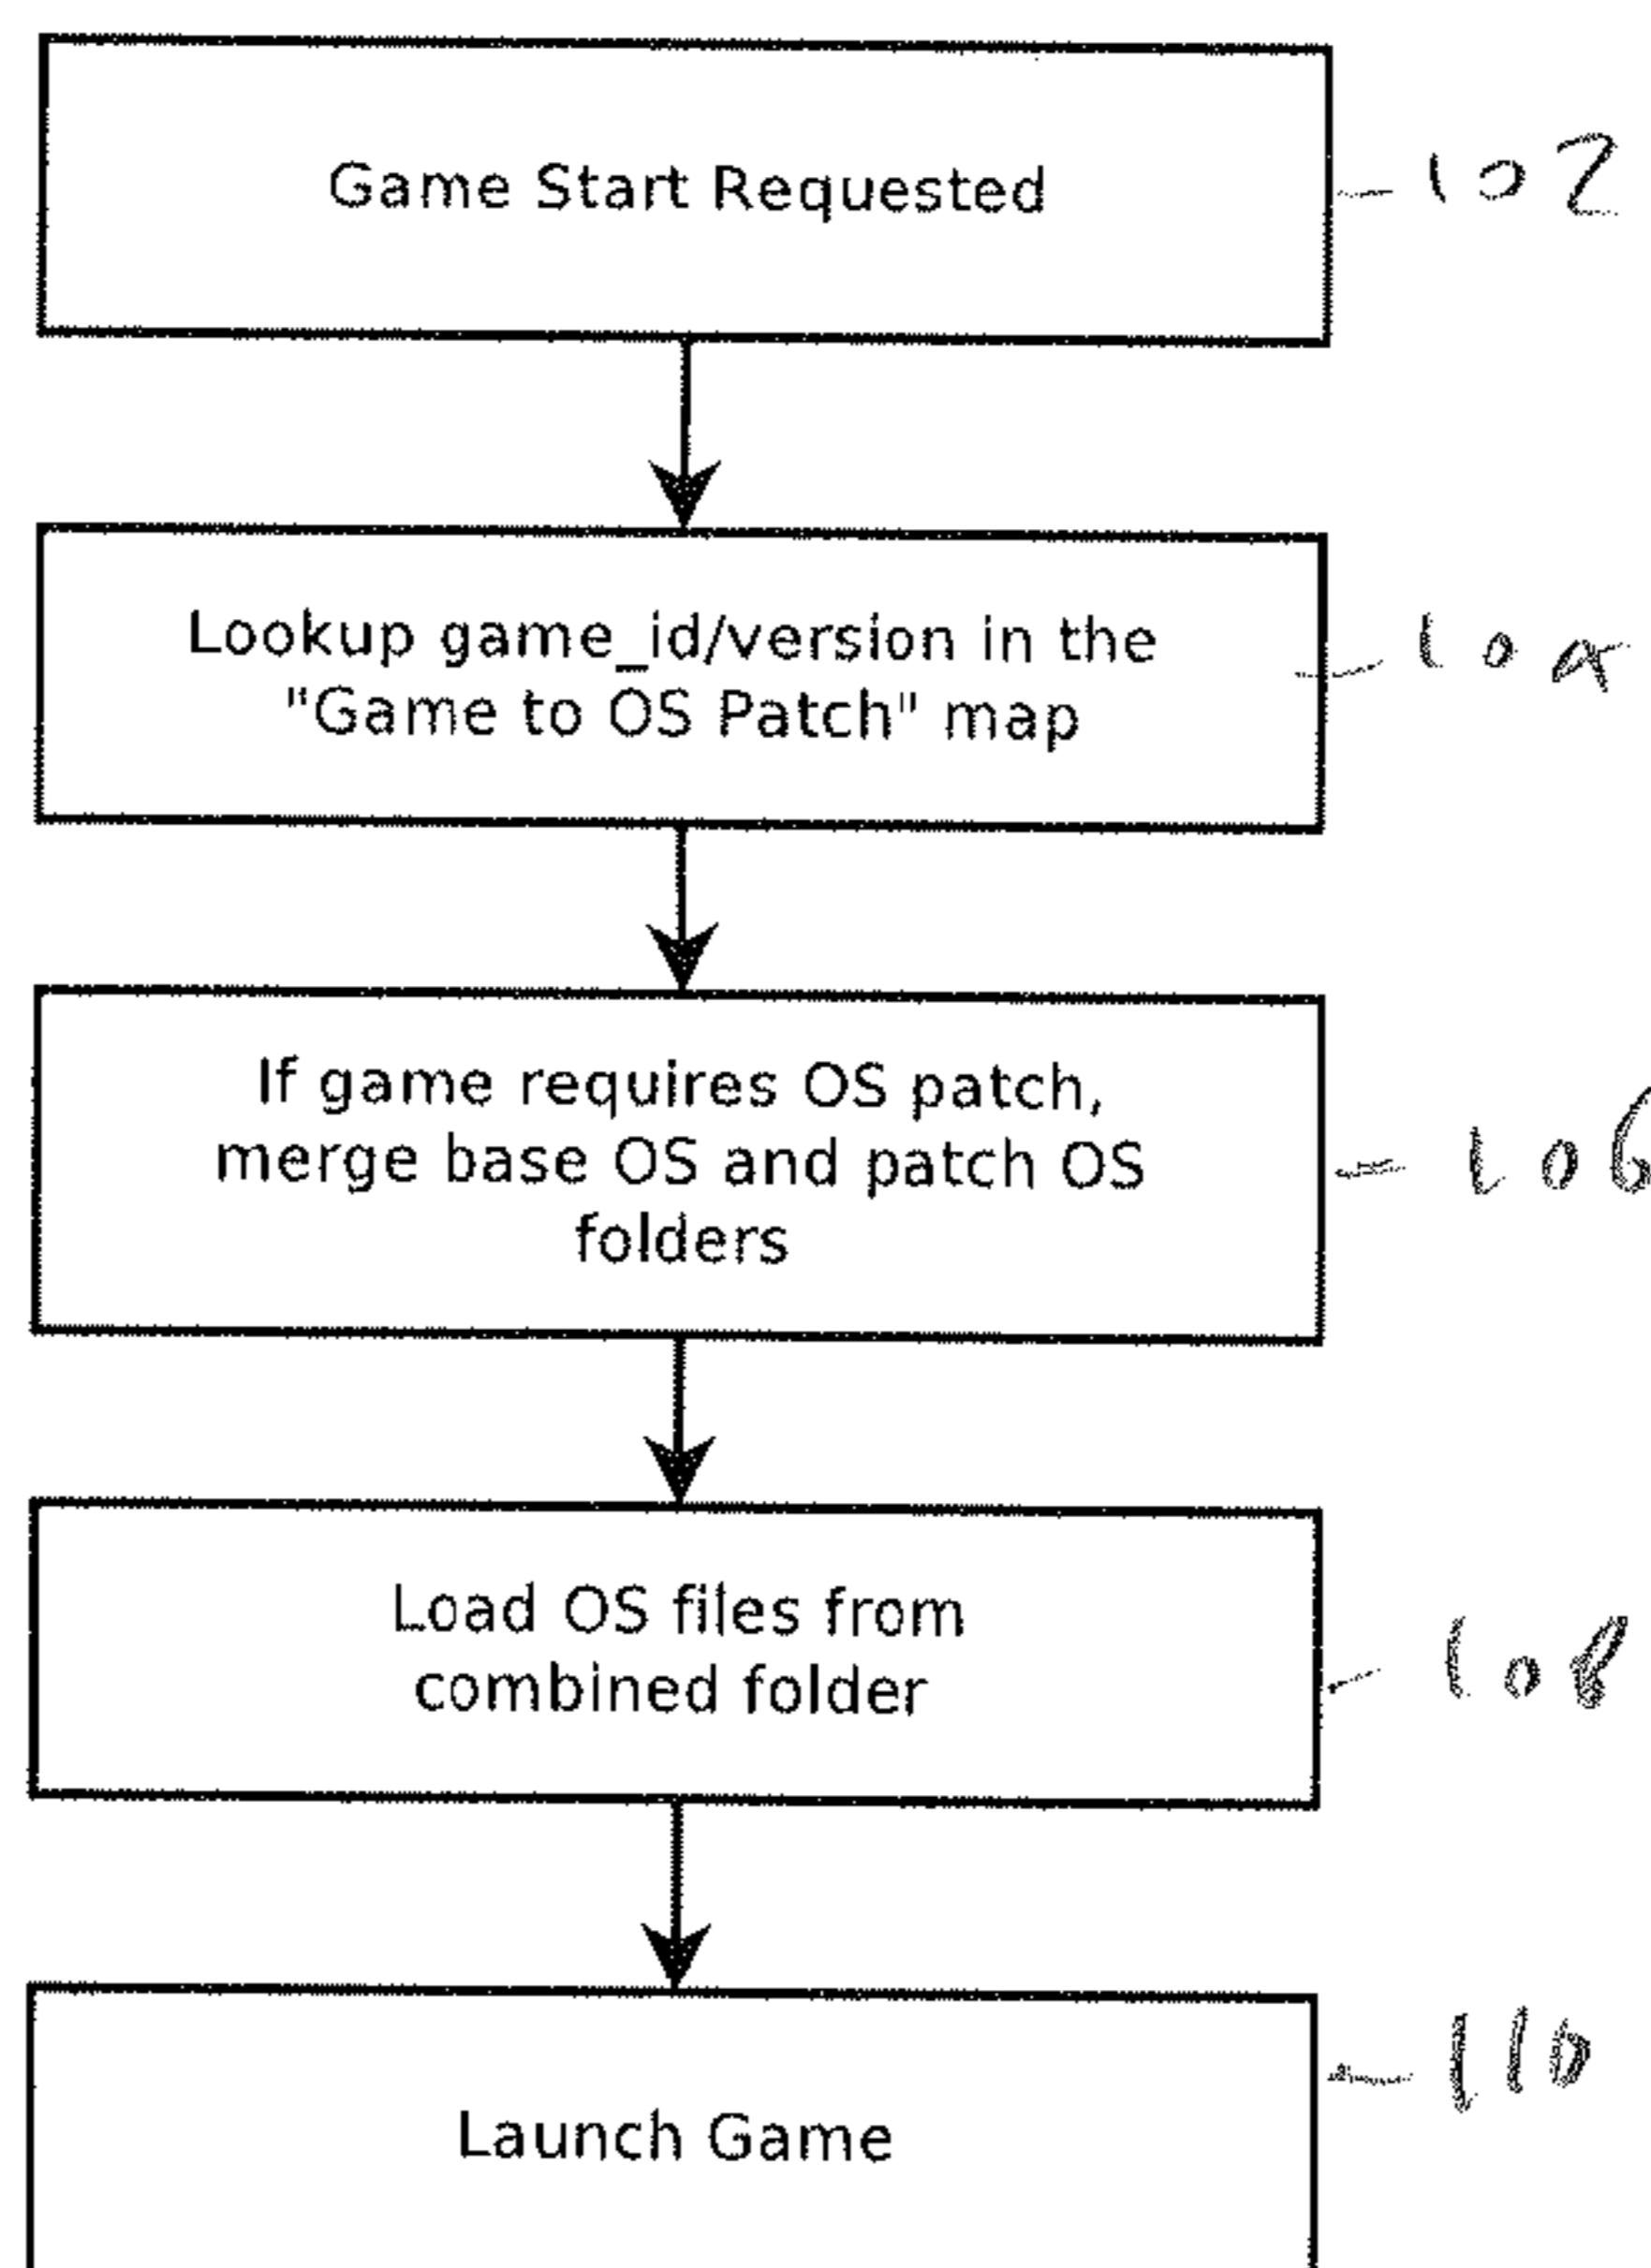 Game Start Requested
102
Lookup game_id/version in the
"Game to OS Patch" map
104
If game requires OS patch,
merge base OS and patch OS
folders
106
Load OS files from
combined folder
108
Launch Game
110